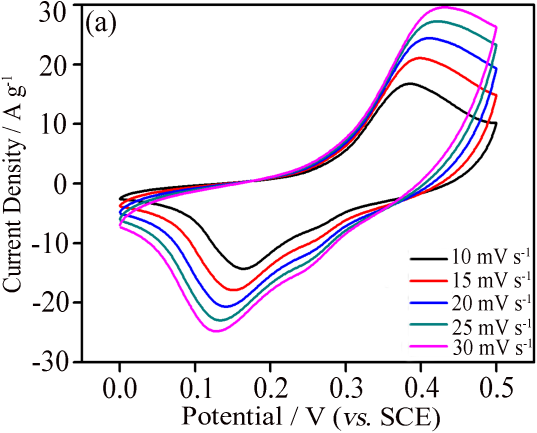 (a)
30
20
10
0
-10
-20
-30
Current Density / A g⁻¹
10 mV s⁻¹
15 mV s⁻¹
20 mV s⁻¹
25 mV s⁻¹
30 mV s⁻¹
0.0 0.1 0.2 0.3 0.4 0.5
Potential / V (vs. SCE)